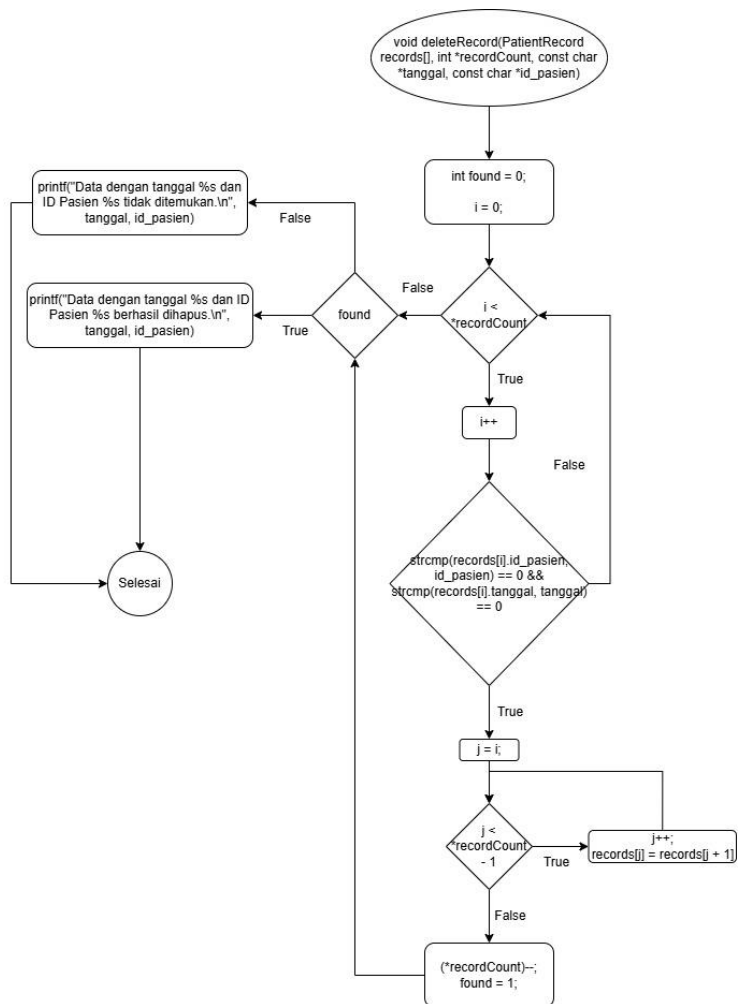 void deleteRecord(PatientRecord
records[], int *recordCount, const char
*tanggal, const char *id_pasien)
int found = 0;
i = 0;
i <
*recordCount
False
True
found
False
printf("Data dengan tanggal %s dan
ID Pasien %s tidak ditemukan.\n",
tanggal, id_pasien)
True
printf("Data dengan tanggal %s dan ID
Pasien %s berhasil dihapus.\n",
tanggal, id_pasien)
Selesai
i++
False
strcmp(records[i].id_pasien,
id_pasien) == 0 &&
strcmp(records[i].tanggal, tanggal)
== 0
True
j = i;
j <
*recordCount
- 1
True
j++;
records[j] = records[j + 1]
False
(*recordCount)--;
found = 1;